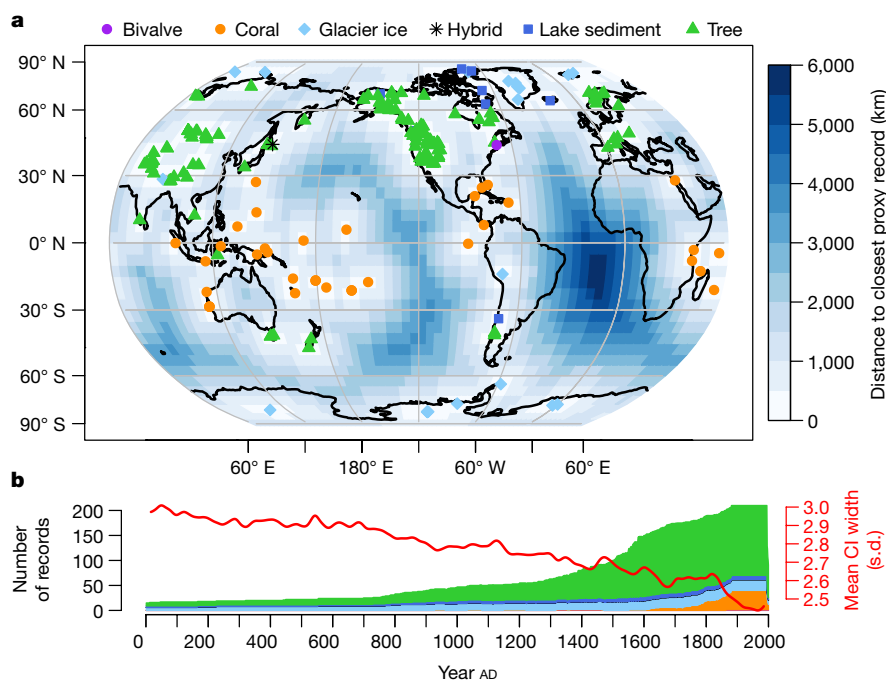 a
Bivalve Coral Glacier ice Hybrid Lake sediment Tree
90° N
60° N
30° N
0° N
30° S
60° S
90° S
60° E 180° E 60° W 60° E
6,000
5,000
4,000
3,000
2,000
1,000
0
Distance to closest proxy record (km)
b
Number
of records
200
150
100
50
0
3.0
2.9
2.8
2.7
2.6
2.5
Mean CI width
(s.d.)
0 200 400 600 800 1000 1200 1400 1600 1800 2000
Year AD